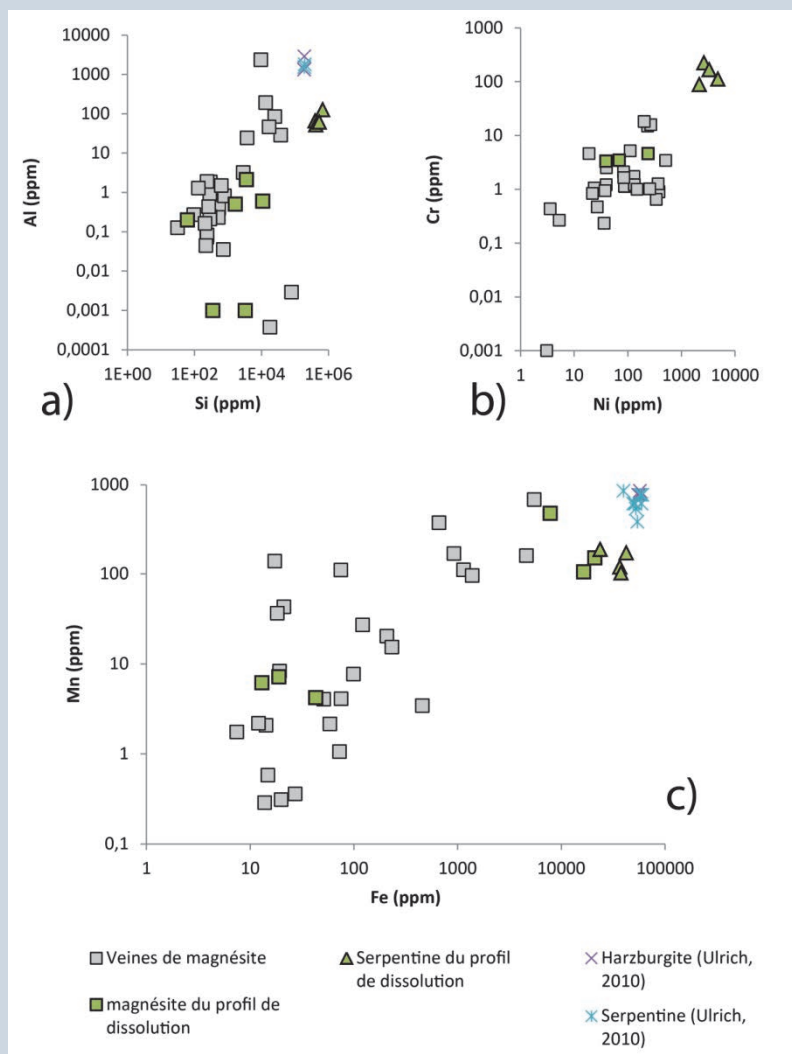 10000
1000
100
10
1
0,1
0,01
0,001
0,0001
Al (ppm)
1E+00
1E+02
1E+04
1E+06
Si (ppm)
a)
1000
100
10
1
0,1
0,01
0,001
Cr (ppm)
1
10
100
1000
10000
Ni (ppm)
b)
1000
100
10
1
0,1
Mn (ppm)
1
10
100
1000
10000
100000
Fe (ppm)
c)
Veines de magnésite
magnésite du profil de
dissolution
Serpentine du profil
de dissolution
Harzburgite (Ulrich,
2010)
Serpentine (Ulrich,
2010)